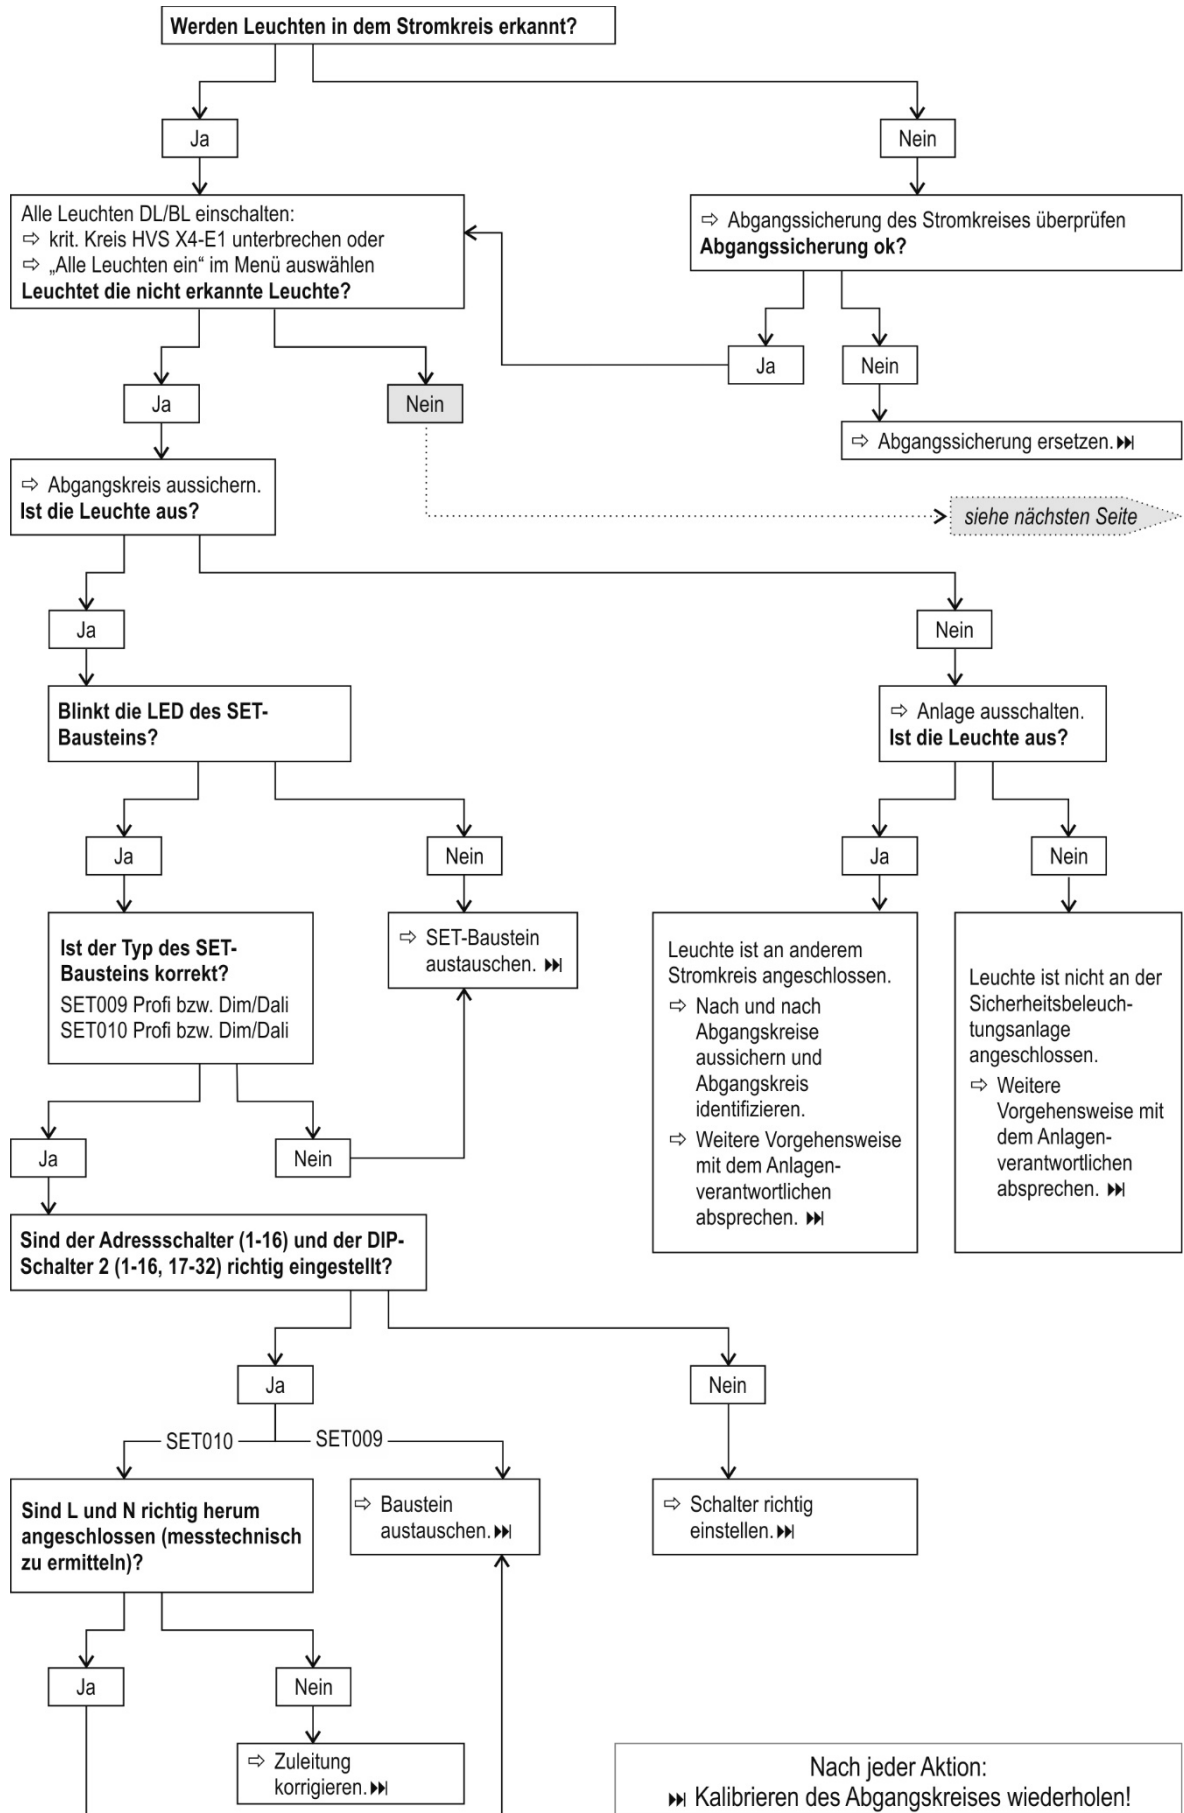 Werden Leuchten in dem Stromkreis erkannt?
Ja
Nein
Alle Leuchten DL/BL einschalten:
⇨ krit. Kreis HVS X4-E1 unterbrechen oder
⇨ „Alle Leuchten ein“ im Menü auswählen
Leuchtet die nicht erkannte Leuchte?
⇨ Abgangssicherung des Stromkreises überprüfen
Abgangssicherung ok?
Ja
Nein
Ja
Nein
⇨ Abgangssicherung ersetzen.⏭
⇨ Abgangskreis aussichern.
Ist die Leuchte aus?
siehe nächsten Seite
Ja
Nein
Blinkt die LED des SET-
Bausteins?
⇨ Anlage ausschalten.
Ist die Leuchte aus?
Ja
Nein
Ja
Nein
Ist der Typ des SET-
Bausteins korrekt?
SET009 Profi bzw. Dim/Dali
SET010 Profi bzw. Dim/Dali
⇨ SET-Baustein
austauschen. ⏭
Leuchte ist an anderem
Stromkreis angeschlossen.
⇨ Nach und nach
Abgangskreise
aussichern und
Abgangskreis
identifizieren.
⇨ Weitere Vorgehensweise
mit dem Anlagen-
verantwortlichen
absprechen. ⏭
Leuchte ist nicht an der
Sicherheitsbeleuch-
tungsanlage
angeschlossen.
⇨ Weitere
Vorgehensweise mit
dem Anlagen-
verantwortlichen
absprechen. ⏭
Ja
Nein
Sind der Adressschalter (1-16) und der DIP-
Schalter 2 (1-16, 17-32) richtig eingestellt?
Ja
Nein
SET010
SET009
Sind L und N richtig herum
angeschlossen (messtechnisch
zu ermitteln)?
⇨ Baustein
austauschen.⏭
⇨ Schalter richtig
einstellen.⏭
Ja
Nein
⇨ Zuleitung
korrigieren.⏭
Nach jeder Aktion:
⏭ Kalibrieren des Abgangskreises wiederholen!